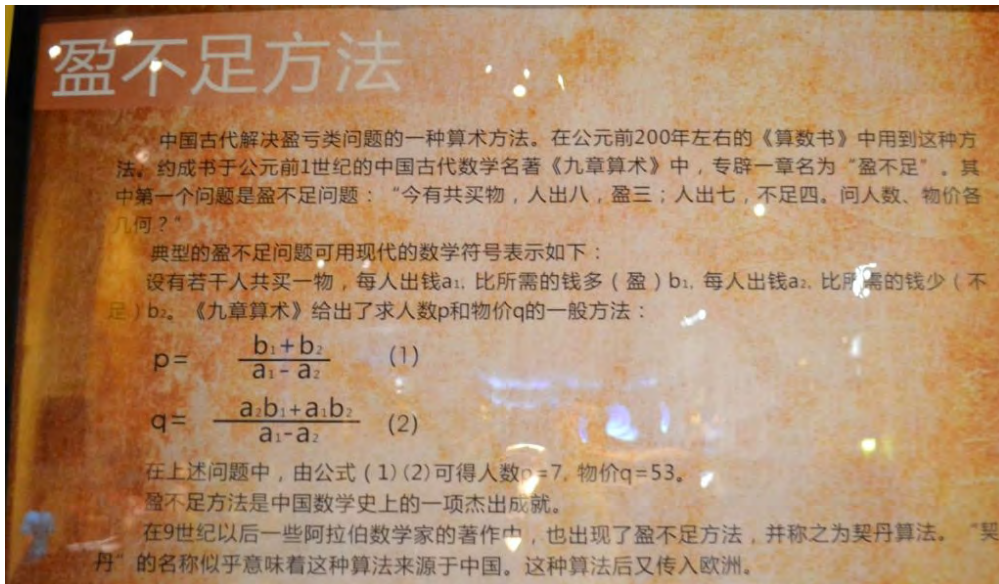 盈不足方法
中国古代解决盈亏类问题的一种算术方法。在公元前200年左右的《算数书》中用到这种方
法。约成书于公元前1世纪的中国古代数学名著《九章算术》中，专辟一章名为“盈不足”。其
中第一个问题是盈不足问题：“今有共买物，人出八，盈三；人出七，不足四。问人数、物价各
几何？”
典型的盈不足问题可用现代的数学符号表示如下：
设有若干人共买一物，每人出钱a₁, 比所需的钱多（盈）b₁, 每人出钱a₂, 比所需的钱少（不
足）b₂。《九章算术》给出了求人数p和物价q的一般方法：
p= (b₁+b₂)/(a₁-a₂) (1)
q= (a₂b₁+a₁b₂)/(a₁-a₂) (2)
在上述问题中，由公式（1)(2)可得人数p=7, 物价q=53。
盈不足方法是中国数学史上的一项杰出成就。
在9世纪以后一些阿拉伯数学家的著作中，也出现了盈不足方法，并称之为契丹算法。“契
丹”的名称似乎意味着这种算法来源于中国。这种算法后又传入欧洲。